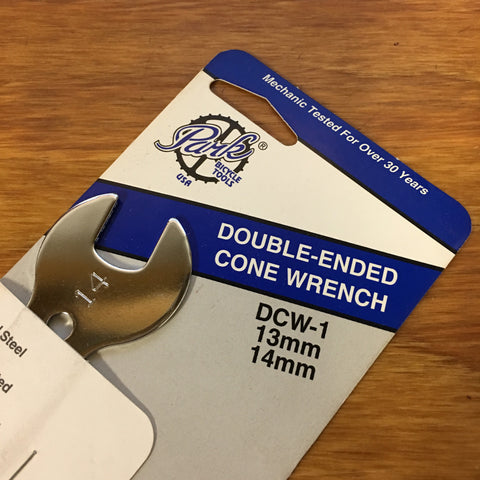 Mechanic Tested For Over 30 Years
Park ®
BICYCLE
TOOLS
USA
DOUBLE-ENDED
CONE WRENCH
DCW-1
13mm
14mm
14
Steel